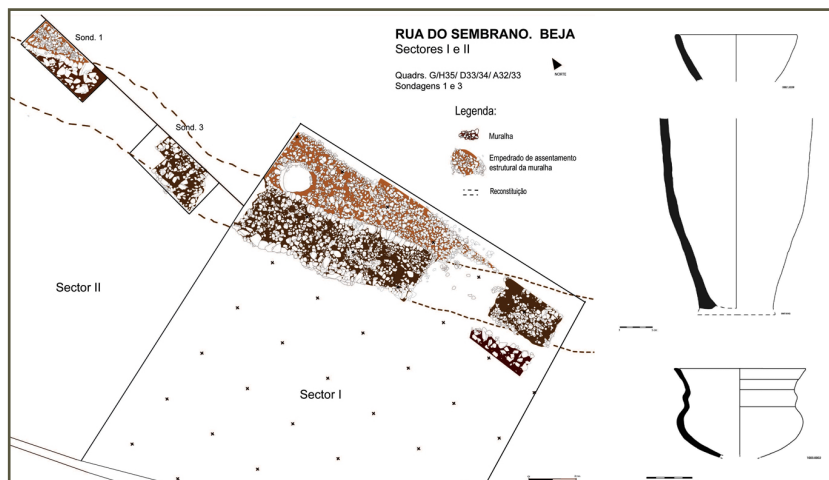 RUA DO SEMBRANO. BEJA
Sectores I e II
Quadrs. G/H35/ D33/34/ A32/33
Sondagens 1 e 3
NORTE
Legenda:
Muralha
Empedrado de assentamento
estrutural da muralha
Reconstituição
Sond. 1
Sond. 3
Sector II
Sector I